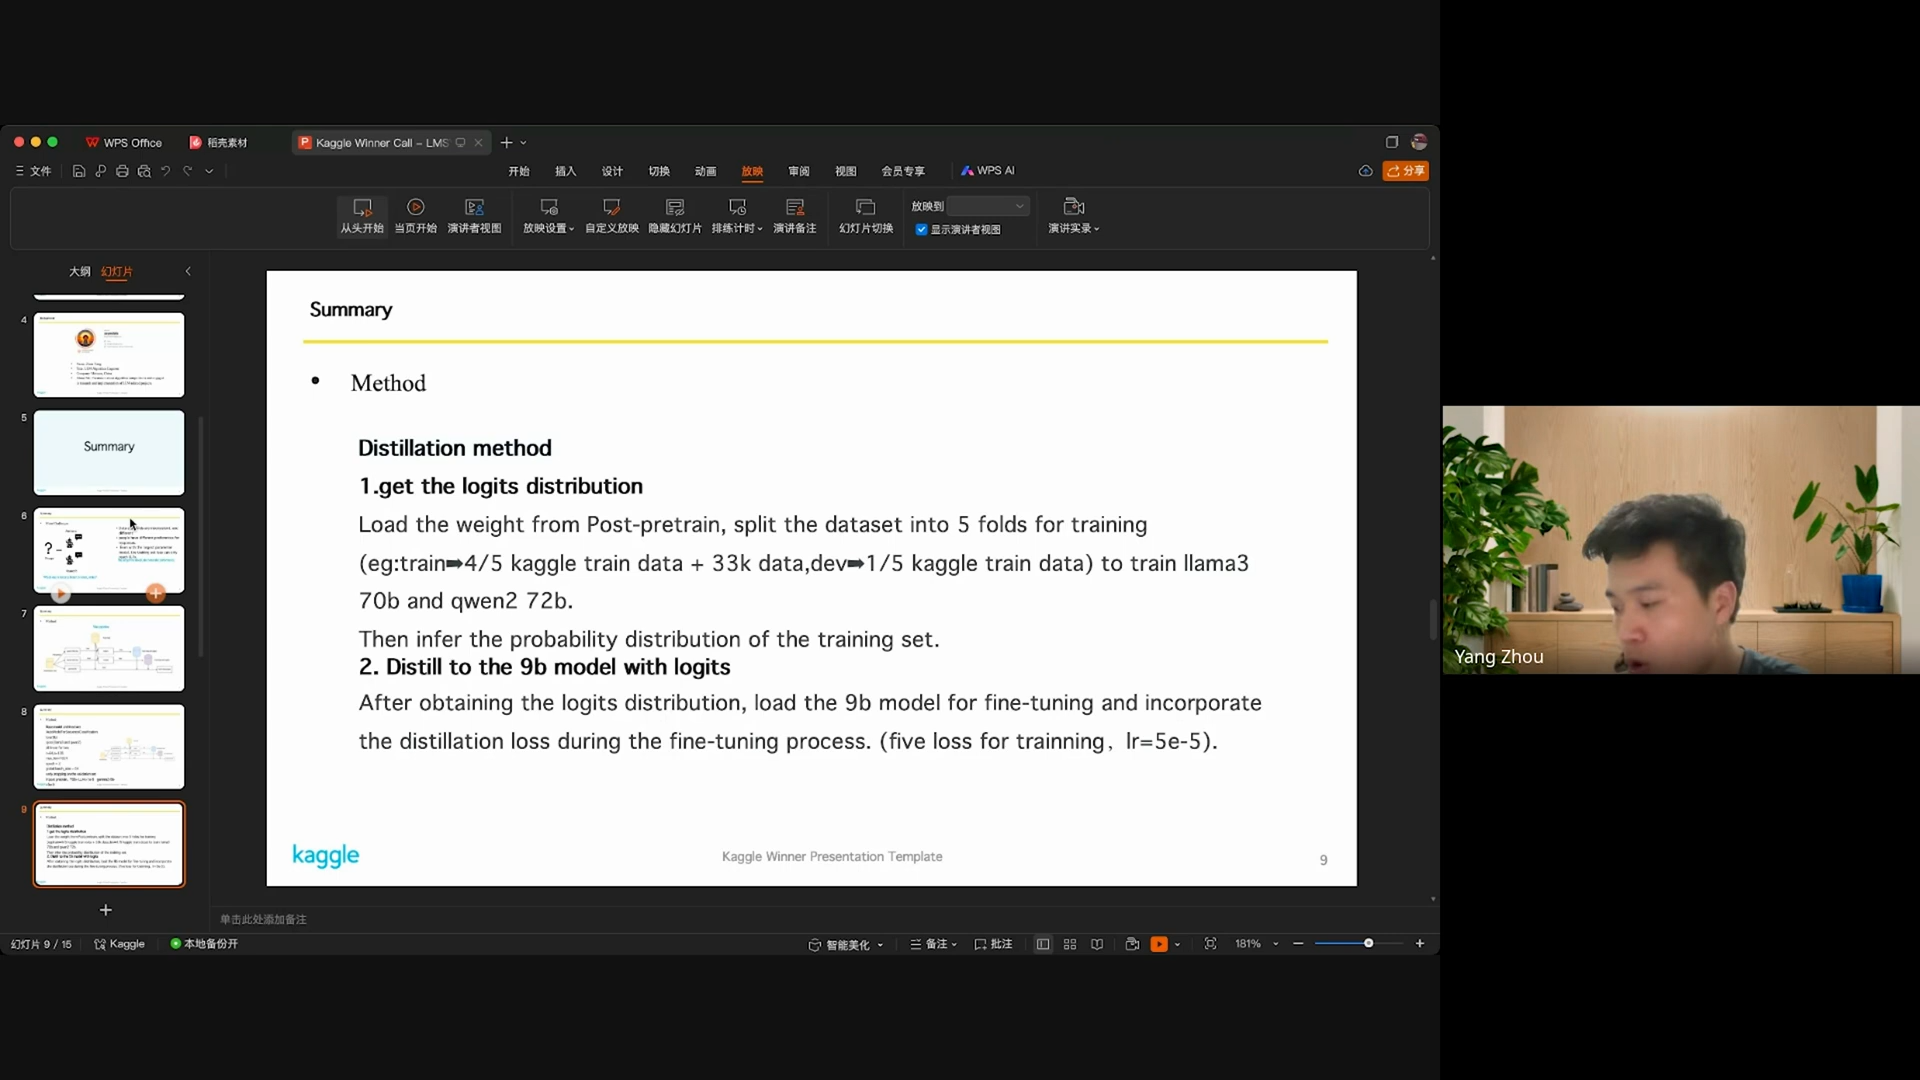 WPS Office
稻壳素材
Kaggle Winner Call – LMS
文件
开始
插入
设计
切换
动画
放映
审阅
视图
会员专享
WPS AI
分享
从头开始
当页开始
演讲者视图
放映设置
自定义放映
隐藏幻灯片
排练计时
演讲备注
幻灯片切换
放映到
显示演讲者视图
演讲实录
大纲
幻灯片
4
5
Summary
6
7
8
9
Summary
• Method
Distillation method
1.get the logits distribution
Load the weight from Post-pretrain, split the dataset into 5 folds for training
(eg:train➡4/5 kaggle train data + 33k data,dev➡1/5 kaggle train data) to train llama3
70b and qwen2 72b.
Then infer the probability distribution of the training set.
2. Distill to the 9b model with logits
After obtaining the logits distribution, load the 9b model for fine-tuning and incorporate
the distillation loss during the fine-tuning process. (five loss for trainning，lr=5e-5).
kaggle
Kaggle Winner Presentation Template
9
单击此处添加备注
幻灯片 9 / 15
Kaggle
本地备份开
智能美化
备注
批注
181%
Yang Zhou